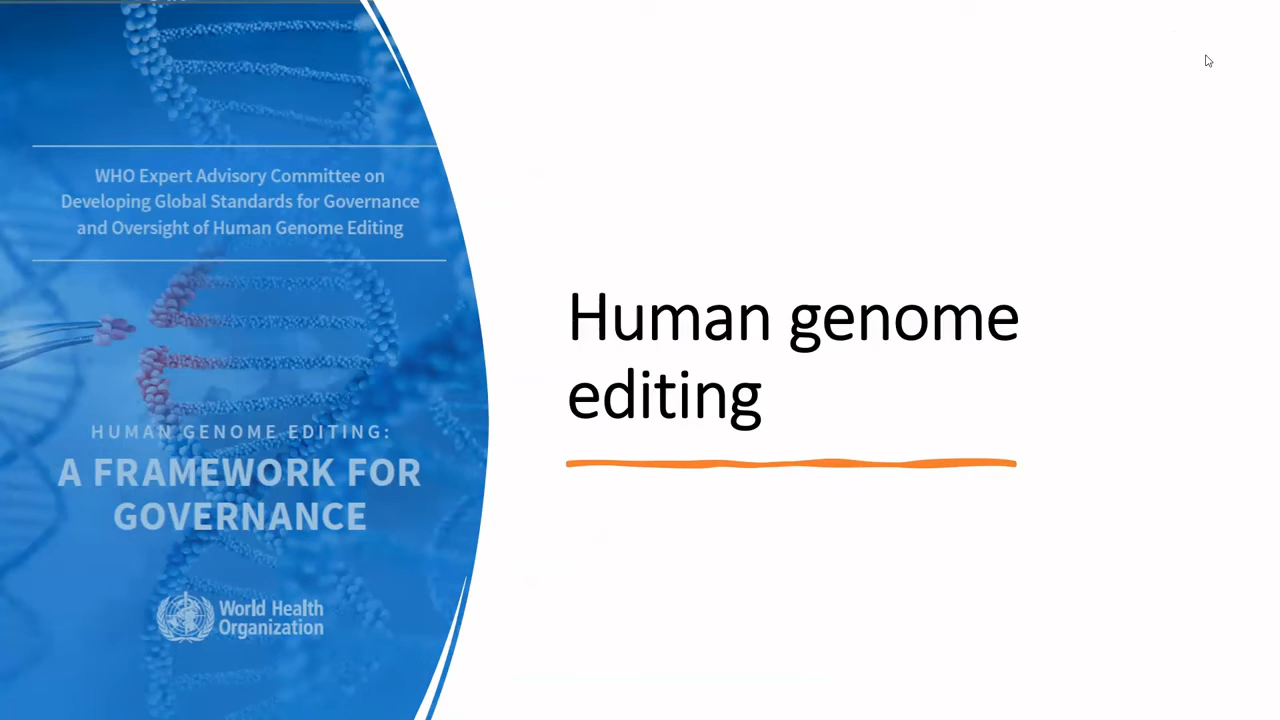 WHO Expert Advisory Committee on
Developing Global Standards for Governance
and Oversight of Human Genome Editing
HUMAN GENOME EDITING:
A FRAMEWORK FOR
GOVERNANCE
World Health
Organization
Human genome
editing